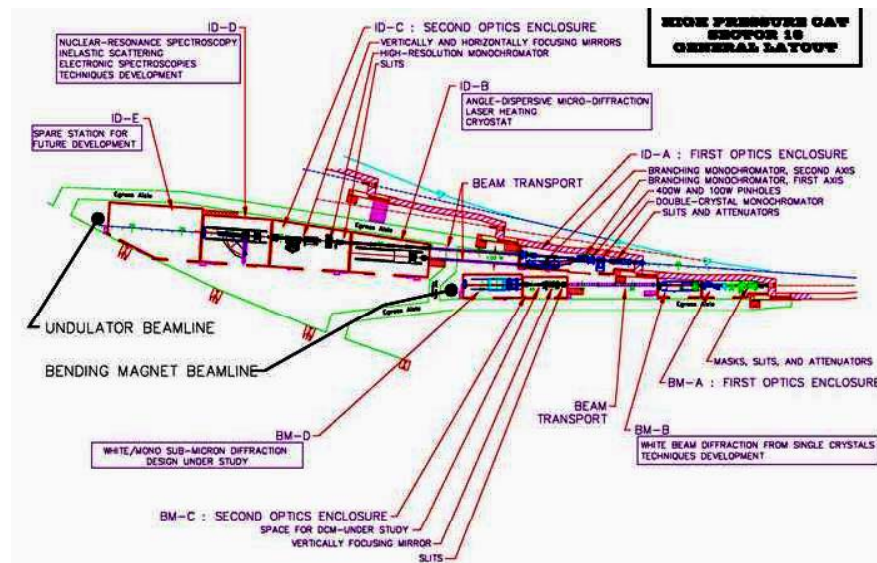 HIGH PRESSURE CAT
SECTOR 16
GENERAL LAYOUT
ID-D
NUCLEAR-RESONANCE SPECTROSCOPY
INELASTIC SCATTERING
ELECTRONIC SPECTROSCOPIES
TECHNIQUES DEVELOPMENT
ID-C : SECOND OPTICS ENCLOSURE
VERTICALLY AND HORIZONTALLY FOCUSING MIRRORS
HIGH-RESOLUTION MONOCHROMATOR
SLITS
ID-B
ANGLE-DISPERSIVE MICRO-DIFFRACTION
LASER HEATING
CRYOSTAT
ID-E
SPARE STATION FOR
FUTURE DEVELOPMENT
ID-A : FIRST OPTICS ENCLOSURE
BRANCHING MONOCHROMATOR, SECOND AXIS
BRANCHING MONOCHROMATOR, FIRST AXIS
400W AND 100W PINHOLES
DOUBLE-CRYSTAL MONOCHROMATOR
SLITS AND ATTENUATORS
BEAM TRANSPORT
Egress Aisle
Egress Aisle
Egress Aisle
UNDULATOR BEAMLINE
BENDING MAGNET BEAMLINE
MASKS, SLITS, AND ATTENUATORS
BM-A : FIRST OPTICS ENCLOSURE
BEAM
TRANSPORT
BM-D
WHITE/MONO SUB-MICRON DIFFRACTION
DESIGN UNDER STUDY
BM-B
WHITE BEAM DIFFRACTION FROM SINGLE CRYSTALS
TECHNIQUES DEVELOPMENT
BM-C : SECOND OPTICS ENCLOSURE
SPACE FOR DCM-UNDER STUDY
VERTICALLY FOCUSING MIRROR
SLITS